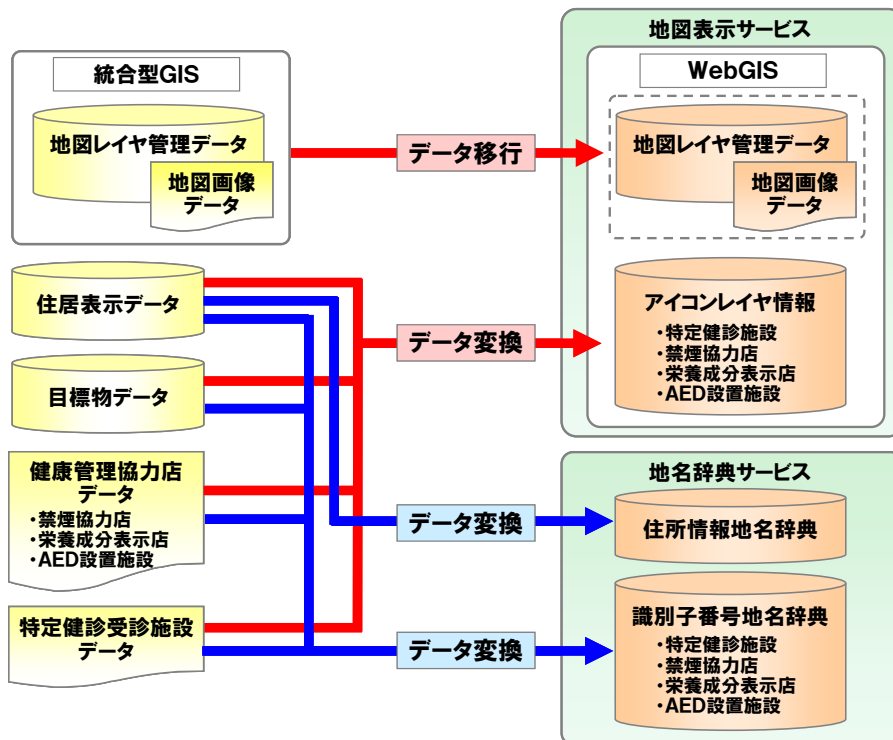 統合型GIS
地図レイヤ管理データ
地図画像
データ
住居表示データ
目標物データ
健康管理協力店
データ
・禁煙協力店
・栄養成分表示店
・AED設置施設
特定健診受診施設
データ
データ移行
データ変換
データ変換
データ変換
地図表示サービス
WebGIS
地図レイヤ管理データ
地図画像
データ
アイコンレイヤ情報
・特定健診施設
・禁煙協力店
・栄養成分表示店
・AED設置施設
地名辞典サービス
住所情報地名辞典
識別子番号地名辞典
・特定健診施設
・禁煙協力店
・栄養成分表示店
・AED設置施設